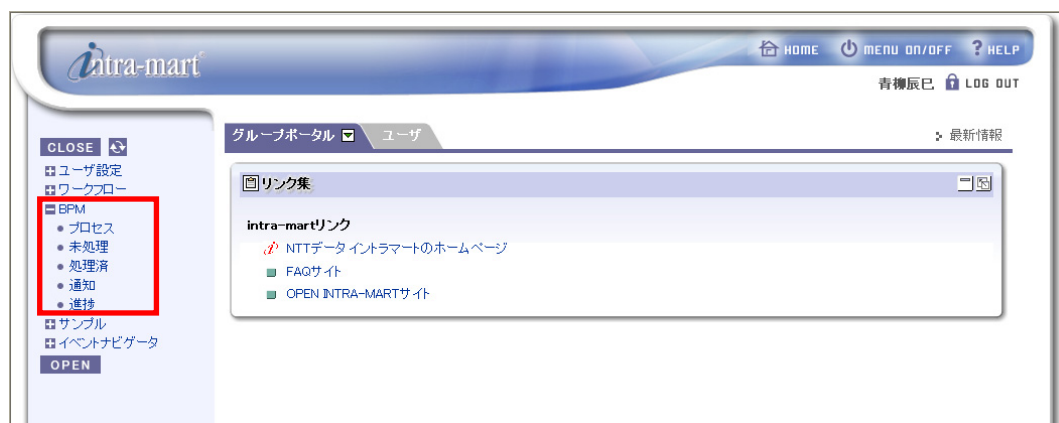 intra-mart
HOME MENU ON/OFF ? HELP
青柳辰巳 LOG OUT
グループポータル ユーザ
最新情報
CLOSE
ユーザ設定
ワークフロー
BPM
プロセス
未処理
処理済
通知
進捗
サンプル
イベントナビゲータ
OPEN
リンク集
intra-martリンク
NTTデータ イントラマートのホームページ
FAQサイト
OPEN INTRA-MARTサイト